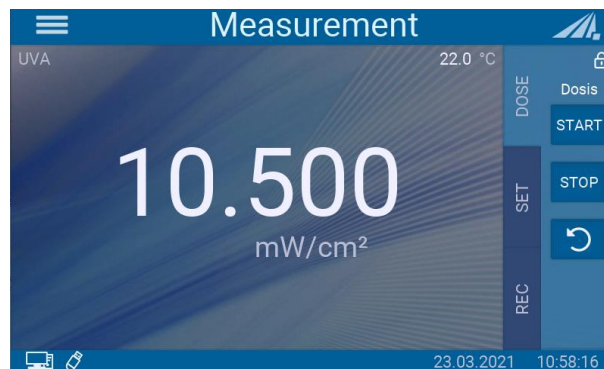 Measurement
UVA
22.0 °C
10.500
mW/cm²
DOSE
SET
REC
Dosis
START
STOP
23.03.2021 10:58:16